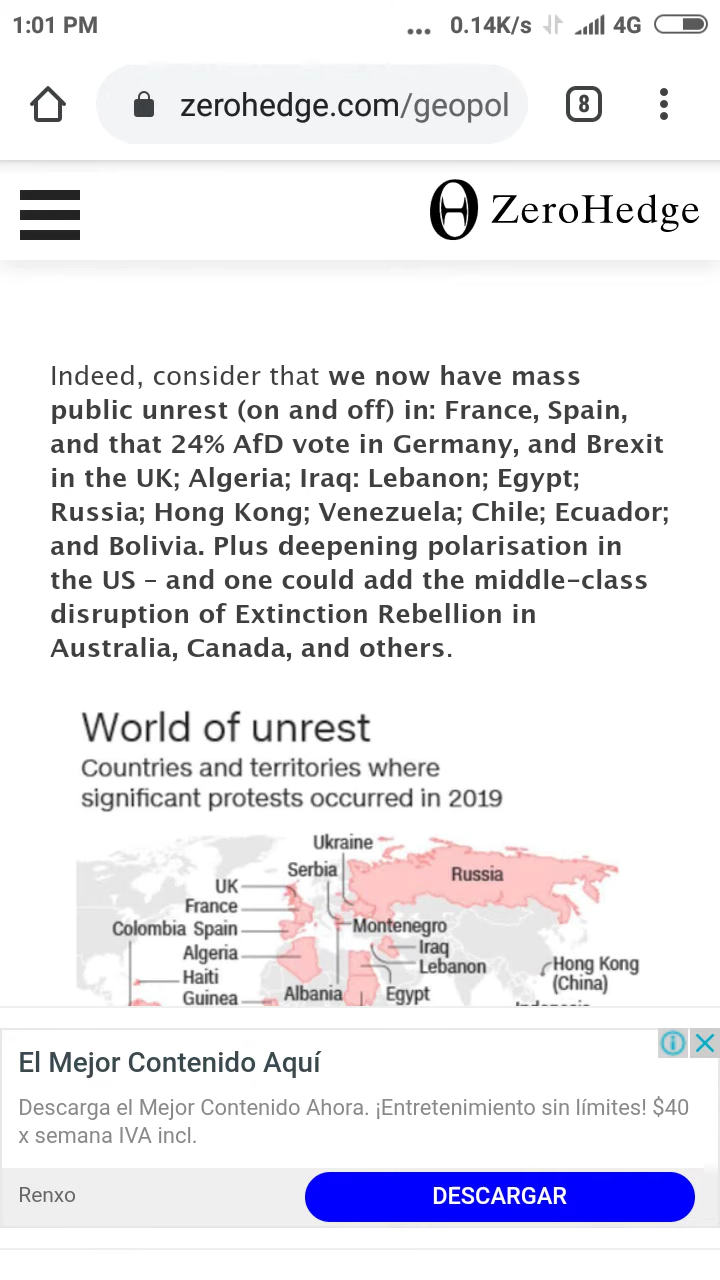 1:01 PM ... 0.14K/s 4G
zerohedge.com/geopol 8
ZeroHedge
Indeed, consider that we now have mass
public unrest (on and off) in: France, Spain,
and that 24% AfD vote in Germany, and Brexit
in the UK; Algeria; Iraq: Lebanon; Egypt;
Russia; Hong Kong; Venezuela; Chile; Ecuador;
and Bolivia. Plus deepening polarisation in
the US – and one could add the middle-class
disruption of Extinction Rebellion in
Australia, Canada, and others.
World of unrest
Countries and territories where
significant protests occurred in 2019
Ukraine
Serbia
Russia
UK
France
Colombia Spain
Montenegro
Algeria
Iraq
Haiti
Lebanon
Hong Kong
(China)
Guinea
Albania
Egypt
El Mejor Contenido Aquí
Descarga el Mejor Contenido Ahora. ¡Entretenimiento sin límites! $40
x semana IVA incl.
Renxo
DESCARGAR